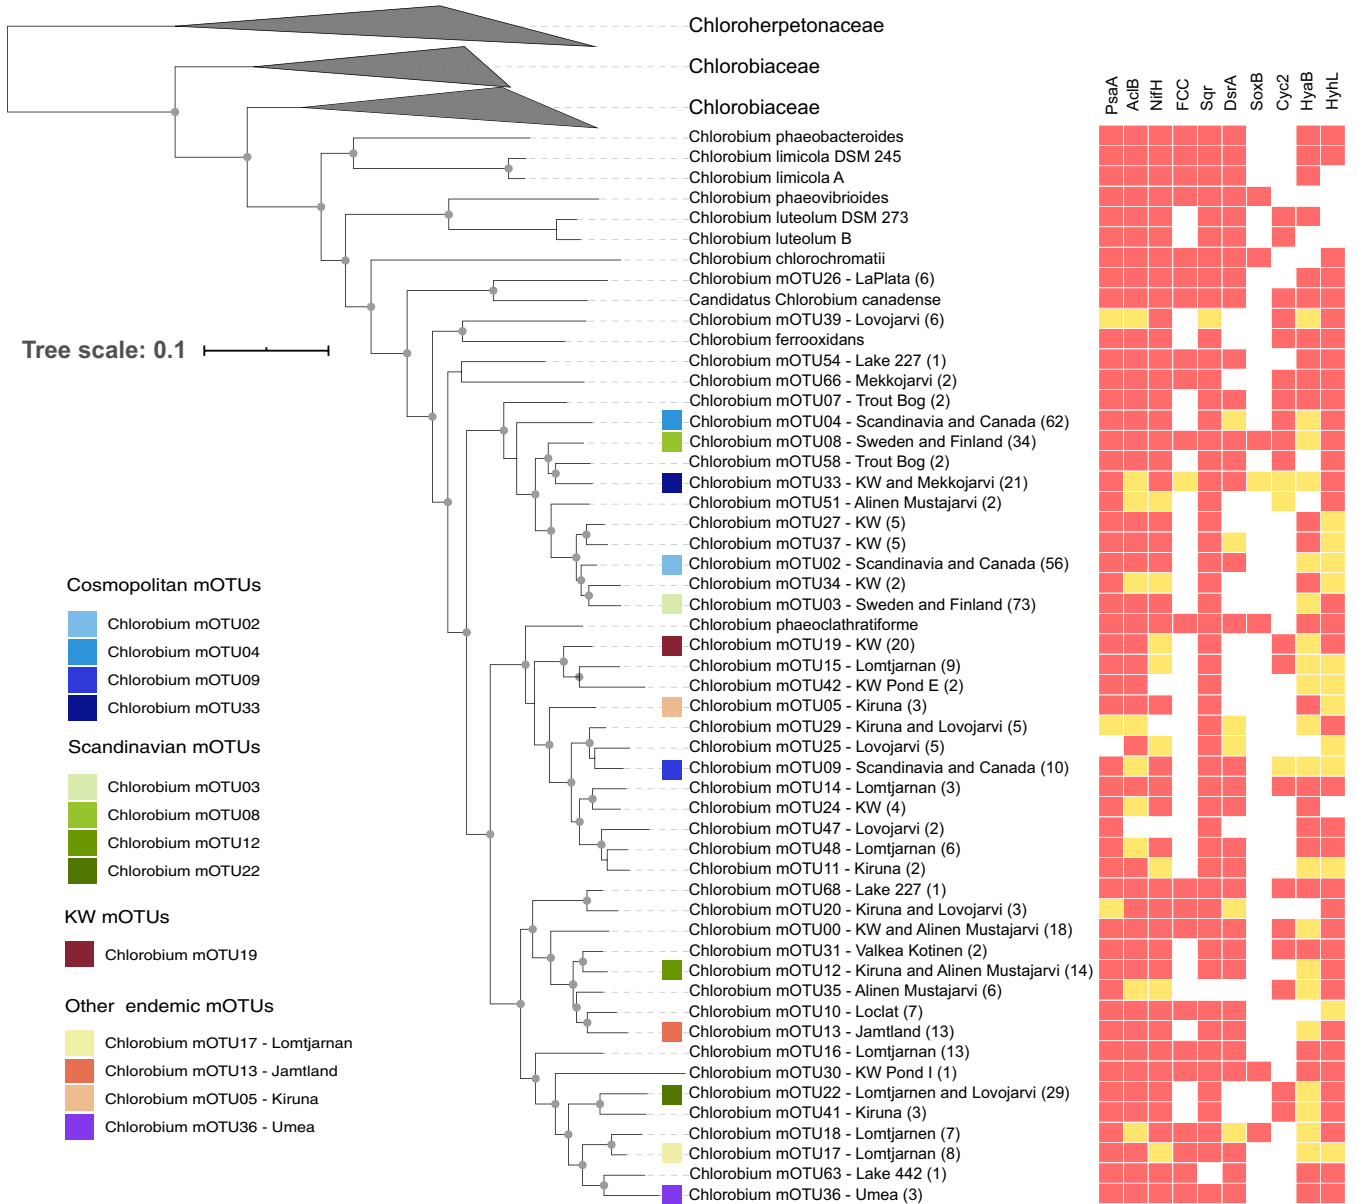 Chloroherpetonaceae
Chlorobiaceae
Chlorobiaceae
PsaA
AclB
NifH
FCC
Sqr
DsrA
SoxB
Cyc2
HyaB
HyhL
Chlorobium phaeobacteroides
Chlorobium limicola DSM 245
Chlorobium limicola A
Chlorobium phaeovibrioides
Chlorobium luteolum DSM 273
Chlorobium luteolum B
Chlorobium chlorochromatii
Chlorobium mOTU26 - LaPlata (6)
Candidatus Chlorobium canadense
Chlorobium mOTU39 - Lovojarvi (6)
Chlorobium ferrooxidans
Chlorobium mOTU54 - Lake 227 (1)
Chlorobium mOTU66 - Mekkojarvi (2)
Chlorobium mOTU07 - Trout Bog (2)
Chlorobium mOTU04 - Scandinavia and Canada (62)
Chlorobium mOTU08 - Sweden and Finland (34)
Chlorobium mOTU58 - Trout Bog (2)
Chlorobium mOTU33 - KW and Mekkojarvi (21)
Chlorobium mOTU51 - Alinen Mustajarvi (2)
Chlorobium mOTU27 - KW (5)
Chlorobium mOTU37 - KW (5)
Chlorobium mOTU02 - Scandinavia and Canada (56)
Chlorobium mOTU34 - KW (2)
Chlorobium mOTU03 - Sweden and Finland (73)
Chlorobium phaeoclathratiforme
Chlorobium mOTU19 - KW (20)
Chlorobium mOTU15 - Lomtjarnan (9)
Chlorobium mOTU42 - KW Pond E (2)
Chlorobium mOTU05 - Kiruna (3)
Chlorobium mOTU29 - Kiruna and Lovojarvi (5)
Chlorobium mOTU25 - Lovojarvi (5)
Chlorobium mOTU09 - Scandinavia and Canada (10)
Chlorobium mOTU14 - Lomtjarnan (3)
Chlorobium mOTU24 - KW (4)
Chlorobium mOTU47 - Lovojarvi (2)
Chlorobium mOTU48 - Lomtjarnan (6)
Chlorobium mOTU11 - Kiruna (2)
Chlorobium mOTU68 - Lake 227 (1)
Chlorobium mOTU20 - Kiruna and Lovojarvi (3)
Chlorobium mOTU00 - KW and Alinen Mustajarvi (18)
Chlorobium mOTU31 - Valkea Kotinen (2)
Chlorobium mOTU12 - Kiruna and Alinen Mustajarvi (14)
Chlorobium mOTU35 - Alinen Mustajarvi (6)
Chlorobium mOTU10 - Loclat (7)
Chlorobium mOTU13 - Jamtland (13)
Chlorobium mOTU16 - Lomtjarnan (13)
Chlorobium mOTU30 - KW Pond I (1)
Chlorobium mOTU22 - Lomtjarnen and Lovojarvi (29)
Chlorobium mOTU41 - Kiruna (3)
Chlorobium mOTU18 - Lomtjarnen (7)
Chlorobium mOTU17 - Lomtjarnan (8)
Chlorobium mOTU63 - Lake 442 (1)
Chlorobium mOTU36 - Umea (3)
Tree scale: 0.1
Cosmopolitan mOTUs
Chlorobium mOTU02
Chlorobium mOTU04
Chlorobium mOTU09
Chlorobium mOTU33
Scandinavian mOTUs
Chlorobium mOTU03
Chlorobium mOTU08
Chlorobium mOTU12
Chlorobium mOTU22
KW mOTUs
Chlorobium mOTU19
Other endemic mOTUs
Chlorobium mOTU17 - Lomtjarnan
Chlorobium mOTU13 - Jamtland
Chlorobium mOTU05 - Kiruna
Chlorobium mOTU36 - Umea